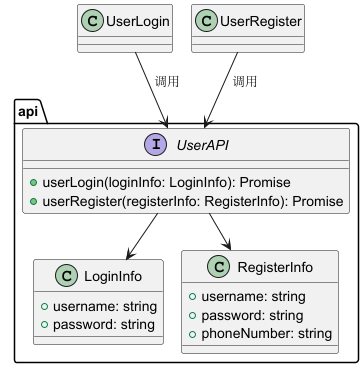 C UserLogin
C UserRegister
调用
调用
api
I UserAPI
userLogin(loginInfo: LoginInfo): Promise
userRegister(registerInfo: RegisterInfo): Promise
C LoginInfo
username: string
password: string
C RegisterInfo
username: string
password: string
phoneNumber: string